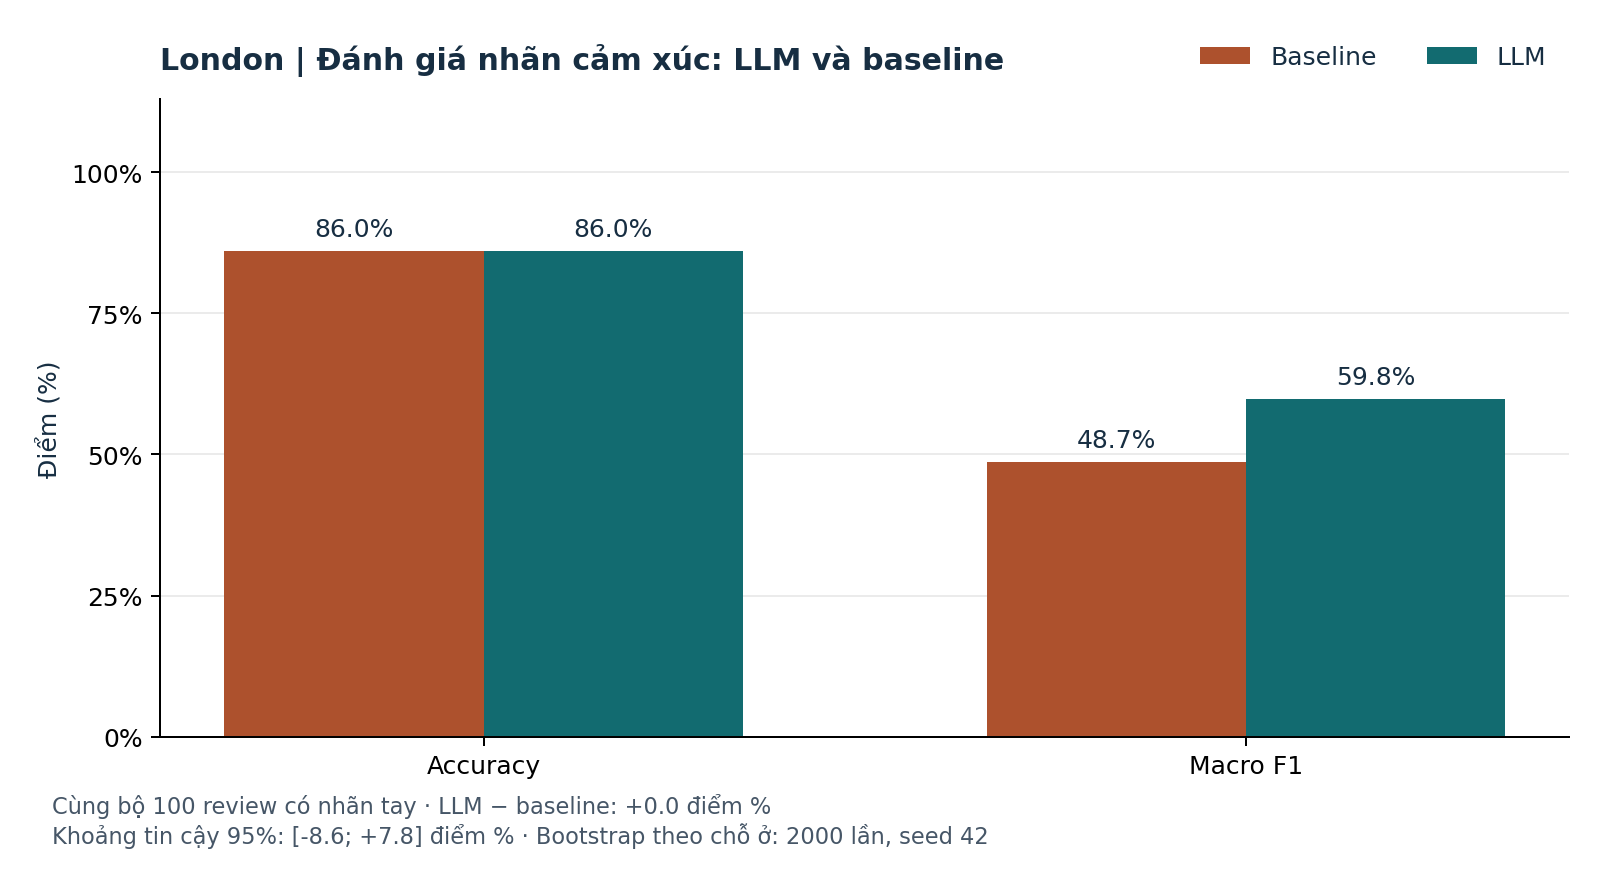 London | Đánh giá nhãn cảm xúc: LLM và baseline
Baseline
LLM
Điểm (%)
100%
75%
50%
25%
0%
86.0%
86.0%
48.7%
59.8%
Accuracy
Macro F1
Cùng bộ 100 review có nhãn tay · LLM − baseline: +0.0 điểm %
Khoảng tin cậy 95%: [-8.6; +7.8] điểm % · Bootstrap theo chỗ ở: 2000 lần, seed 42